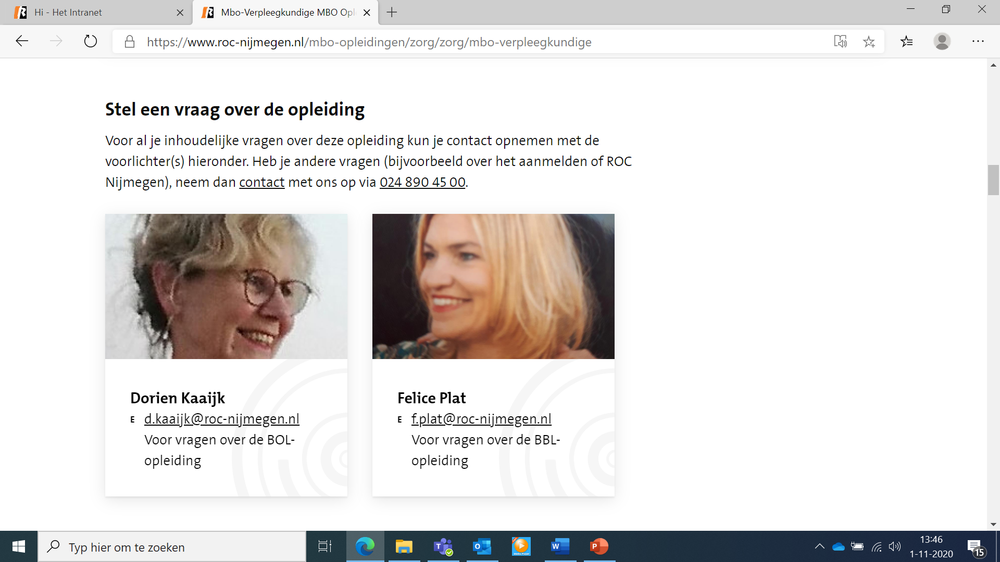 Hi - Het Intranet
Mbo-Verpleegkundige MBO Opl
https://www.roc-nijmegen.nl/mbo-opleidingen/zorg/zorg/mbo-verpleegkundige
Stel een vraag over de opleiding
Voor al je inhoudelijke vragen over deze opleiding kun je contact opnemen met de
voorlichter(s) hieronder. Heb je andere vragen (bijvoorbeeld over het aanmelden of ROC
Nijmegen), neem dan contact met ons op via 024 890 45 00.
Dorien Kaaijk
E d.kaaijk@roc-nijmegen.nl
Voor vragen over de BOL-
opleiding
Felice Plat
E f.plat@roc-nijmegen.nl
Voor vragen over de BBL-
opleiding
Typ hier om te zoeken
13:46
1-11-2020
15